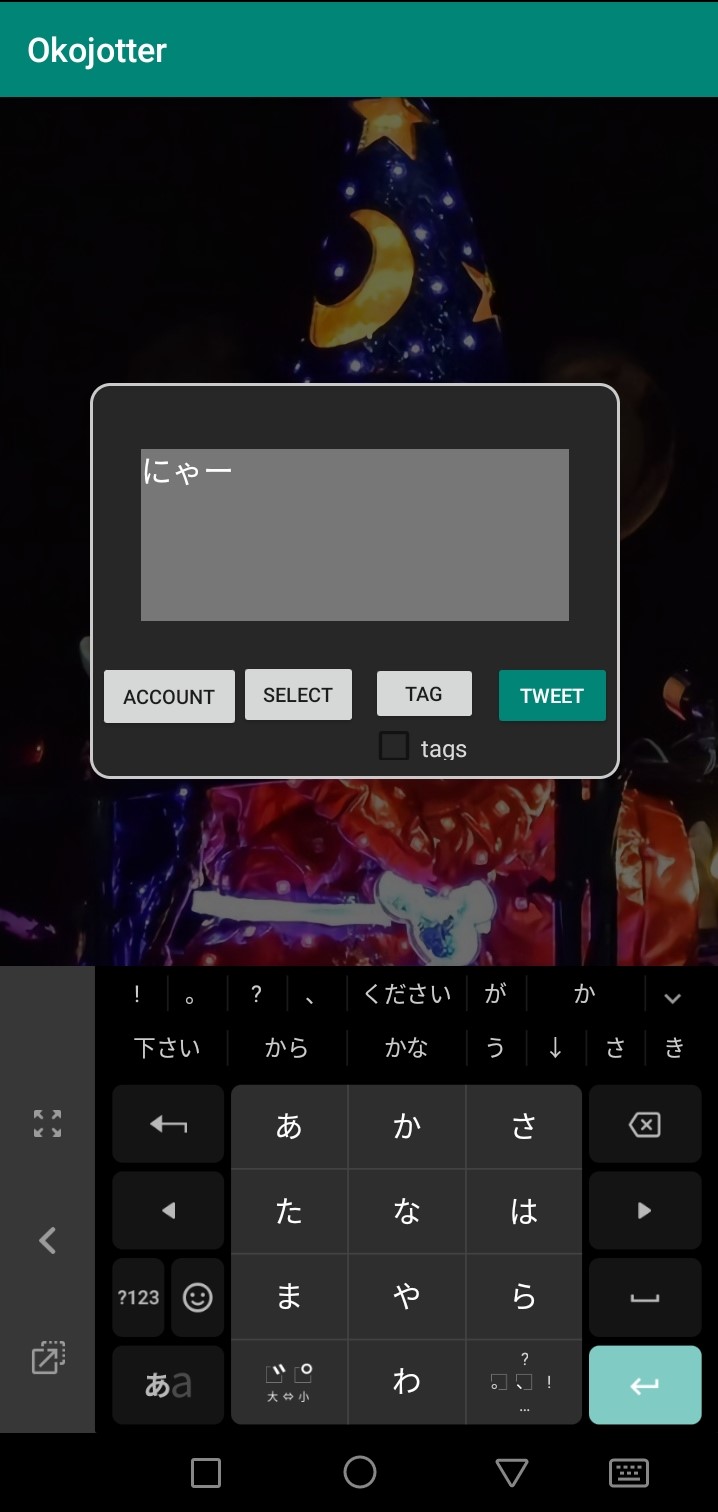 Okojotter
にゃー
ACCOUNT SELECT TAG TWEET
tags
! 。 ? 、 ください が か
下さい から かな う ↓ さ き
あ か さ
た な は
?123 ま や ら
あa 大⇔小 わ 。?、!…